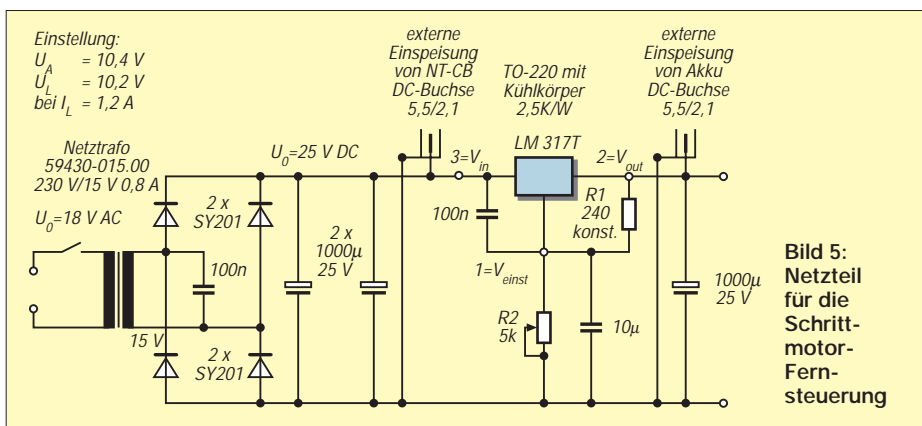 Einstellung:
U_A = 10,4 V
U_L = 10,2 V
bei I_L = 1,2 A
Netztrafo
59430-015.00
230 V/15 V 0,8 A
U_0=18 V AC
15 V
100n
2 x
SY201
2 x
SY201
U_0=25 V DC
2 x
1000µ
25 V
externe
Einspeisung
von NT-CB
DC-Buchse
5,5/2,1
3=V_in
100n
TO-220 mit
Kühlkörper
2,5K/W
LM 317T
2=V_out
1=V_einst
R1
240
konst.
R2
5k
10µ
externe
Einspeisung
von Akku
DC-Buchse
5,5/2,1
1000µ
25 V
Bild 5:
Netzteil
für die
Schritt-
motor-
Fern-
steuerung